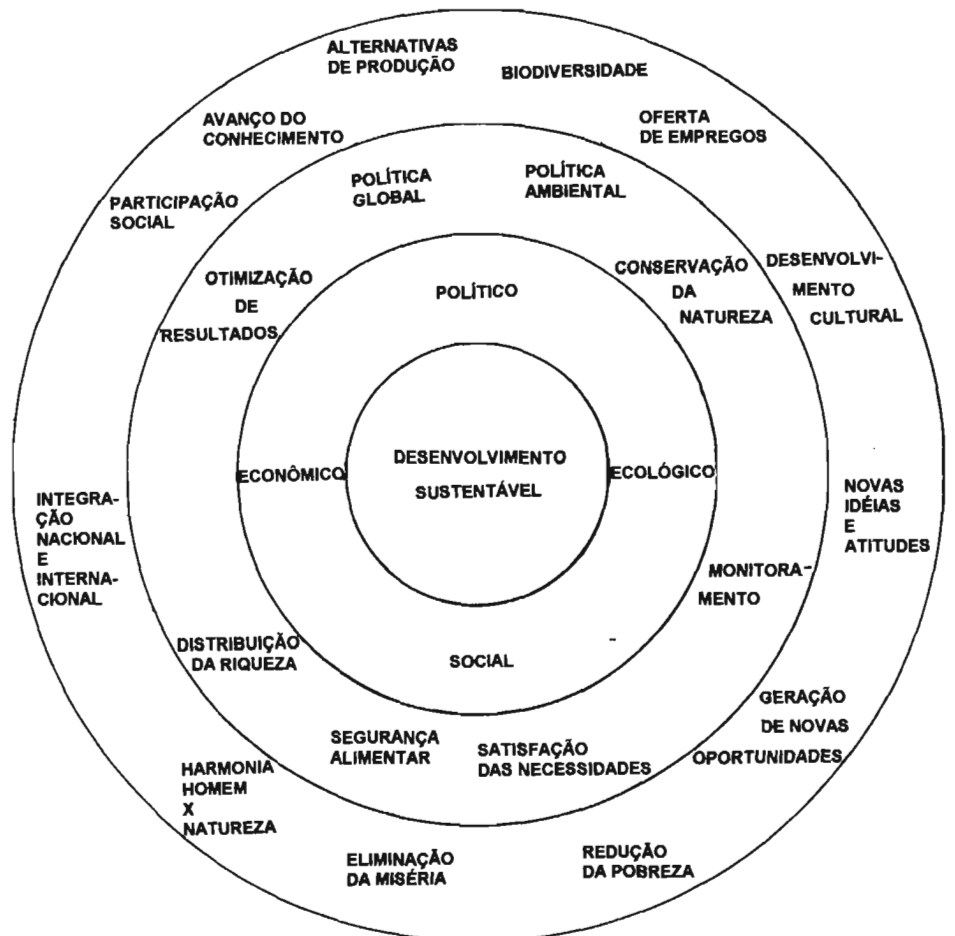 ALTERNATIVAS
DE PRODUÇÃO
BIODIVERSIDADE
AVANÇO DO
CONHECIMENTO
OFERTA
DE EMPREGOS
PARTICIPAÇÃO
SOCIAL
POLÍTICA
GLOBAL
POLÍTICA
AMBIENTAL
OTIMIZAÇÃO
DE
RESULTADOS
POLÍTICO
CONSERVAÇÃO
DA
NATUREZA
DESENVOLVI-
MENTO
CULTURAL
ECONÔMICO
DESENVOLVIMENTO
SUSTENTÁVEL
ECOLÓGICO
INTEGRA-
ÇÃO
NACIONAL
E
INTERNA-
CIONAL
NOVAS
IDÉIAS
E
ATITUDES
MONITORA-
MENTO
DISTRIBUIÇÃO
DA RIQUEZA
SOCIAL
GERAÇÃO
DE NOVAS
OPORTUNIDADES
SEGURANÇA
ALIMENTAR
SATISFAÇÃO
DAS NECESSIDADES
HARMONIA
HOMEM
X
NATUREZA
ELIMINAÇÃO
DA MISÉRIA
REDUÇÃO
DA POBREZA